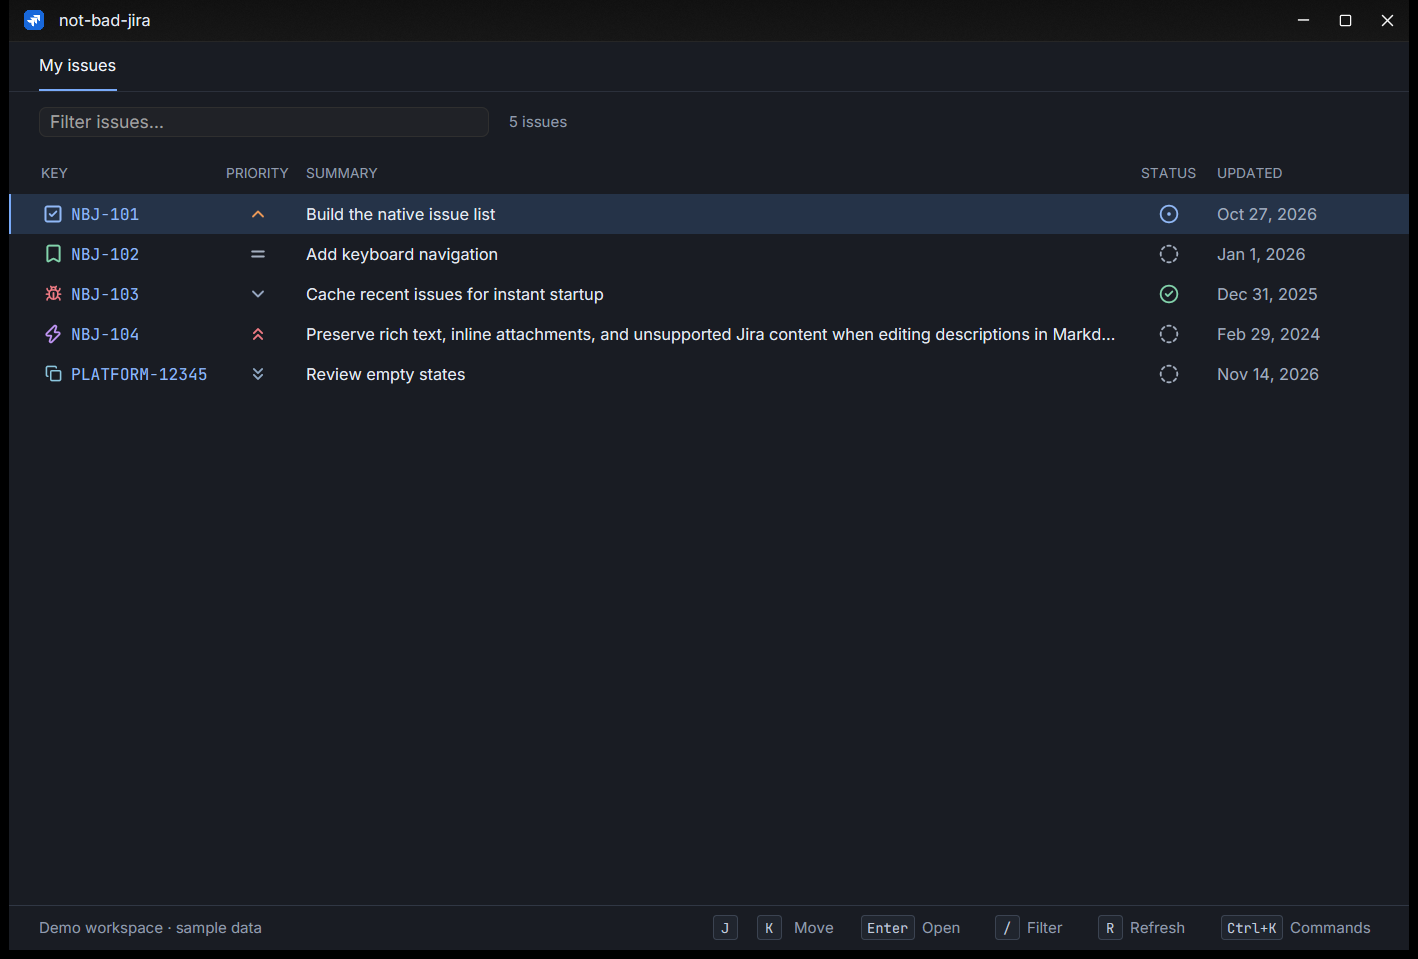 not-bad-jira
My issues
Filter issues...
5 issues
KEY PRIORITY SUMMARY STATUS UPDATED
NBJ-101 Build the native issue list Oct 27, 2026
NBJ-102 Add keyboard navigation Jan 1, 2026
NBJ-103 Cache recent issues for instant startup Dec 31, 2025
NBJ-104 Preserve rich text, inline attachments, and unsupported Jira content when editing descriptions in Markd... Feb 29, 2024
PLATFORM-12345 Review empty states Nov 14, 2026
Demo workspace · sample data J K Move Enter Open / Filter R Refresh Ctrl+K Commands